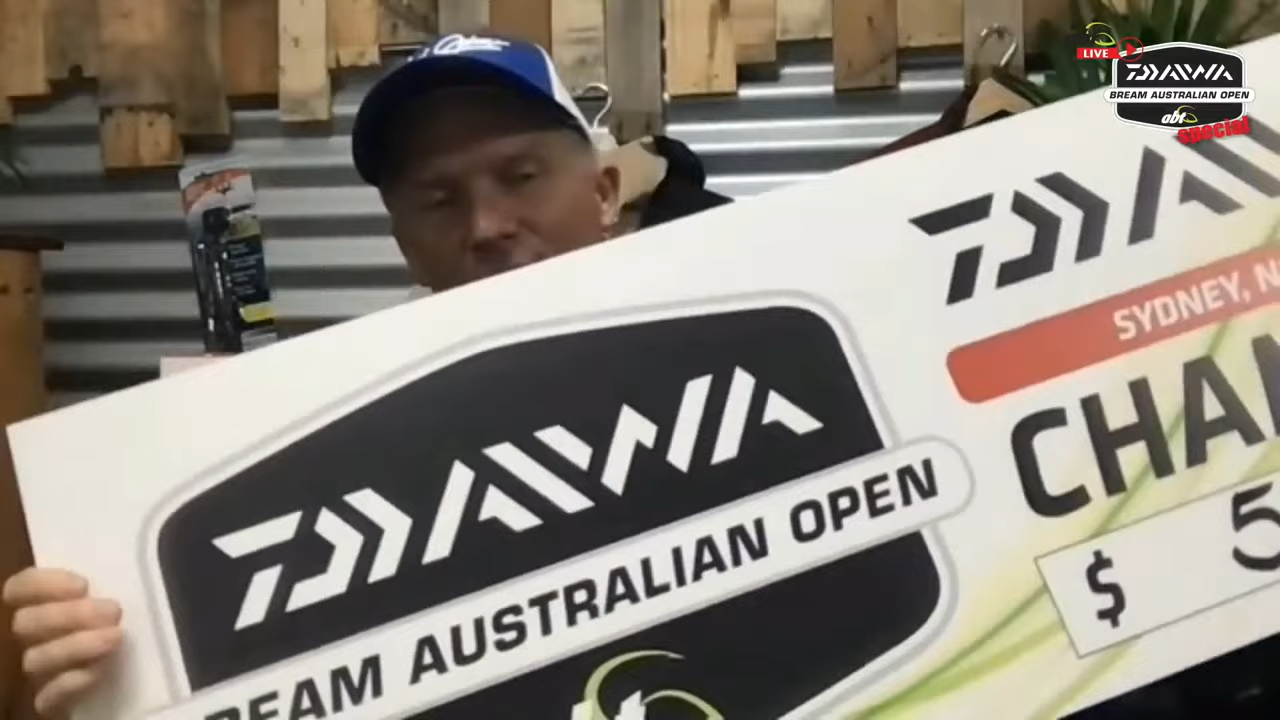 LIVE
DAIWA
BREAM AUSTRALIAN OPEN
abt
special
DAIWA
SYDNEY, N
CHAM
$ 5
DAIWA
BREAM AUSTRALIAN OPEN